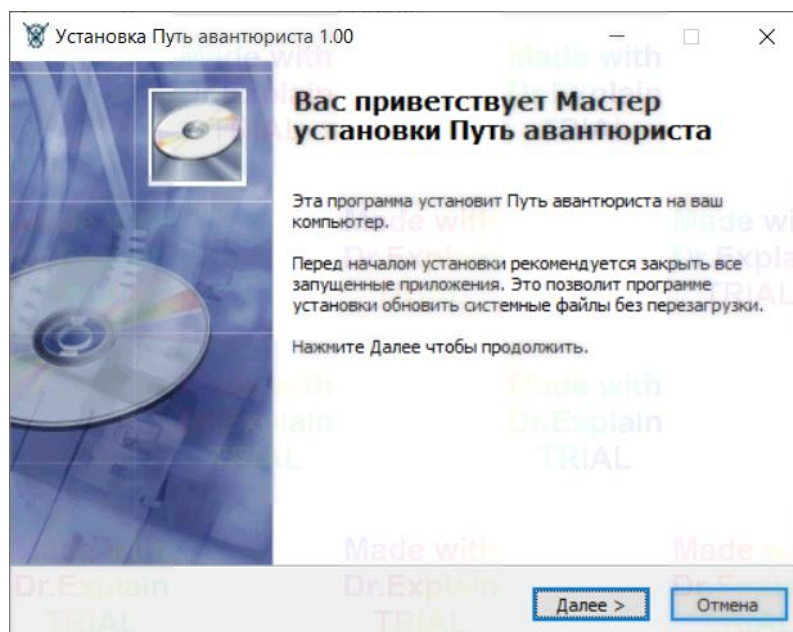 Установка Путь авантюриста 1.00
Вас приветствует Мастер
установки Путь авантюриста
Эта программа установит Путь авантюриста на ваш
компьютер.
Перед началом установки рекомендуется закрыть все
запущенные приложения. Это позволит программе
установки обновить системные файлы без перезагрузки.
Нажмите Далее чтобы продолжить.
Made with
Dr.Explain
TRIAL
Далее >
Отмена